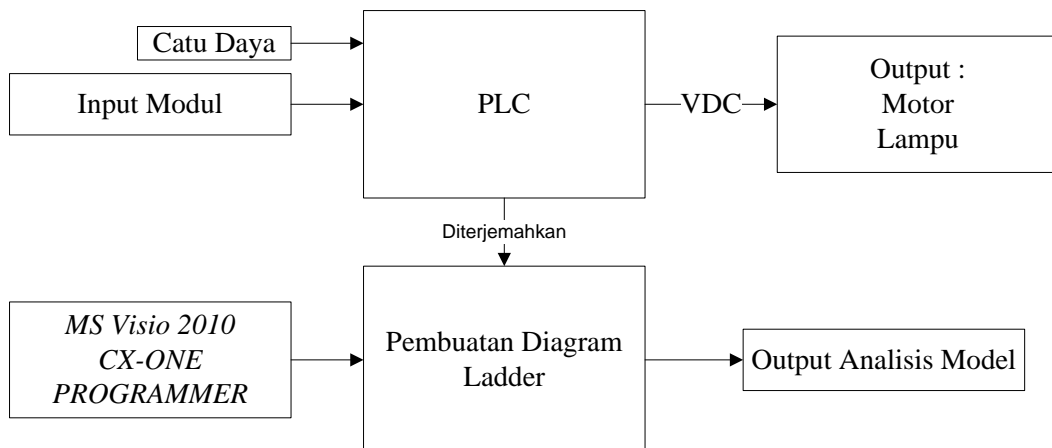 Catu Daya
Input Modul
PLC
VDC
Output :
Motor
Lampu
Diterjemahkan
MS Visio 2010
CX-ONE
PROGRAMMER
Pembuatan Diagram
Ladder
Output Analisis Model